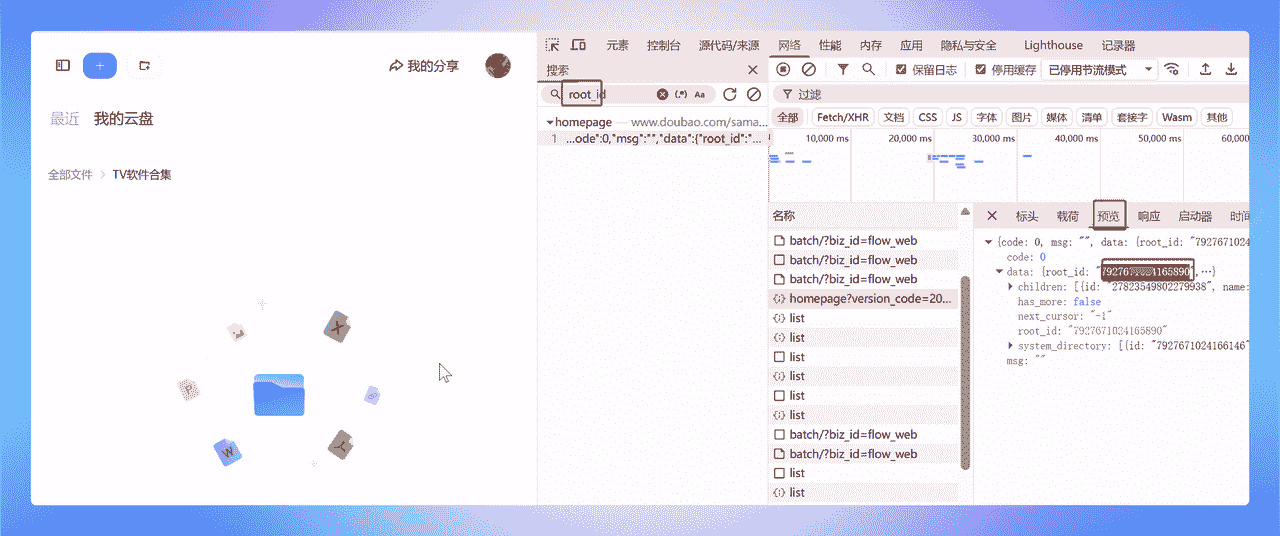 我的分享
最近 我的云盘
全部文件 TV软件合集
X
P
W
元素 控制台 源代码/来源 网络 性能 内存 应用 隐私与安全 Lighthouse 记录器
搜索
root_id (.*) Aa
homepage — www.doubao.com/sama...
1 ...ode":0,"msg":"","data":{"root_id":"...
保留日志 停用缓存 已停用节流模式
过滤
全部 Fetch/XHR 文档 CSS JS 字体 图片 媒体 清单 套接字 Wasm 其他
10,000 ms 20,000 ms 30,000 ms 40,000 ms 50,000 ms 60,000
名称
batch/?biz_id=flow_web
batch/?biz_id=flow_web
batch/?biz_id=flow_web
homepage?version_code=20...
list
list
list
list
list
list
batch/?biz_id=flow_web
batch/?biz_id=flow_web
list
list
标头 载荷 预览 响应 启动器 时间
{code: 0, msg: "", data: {root_id: "7927671024
code: 0
data: {root_id: "7927671024165890",…}
children: [{id: "27823549802279938", name:
has_more: false
next_cursor: "-1"
root_id: "7927671024165890"
system_directory: [{id: "7927671024166146"
msg: ""